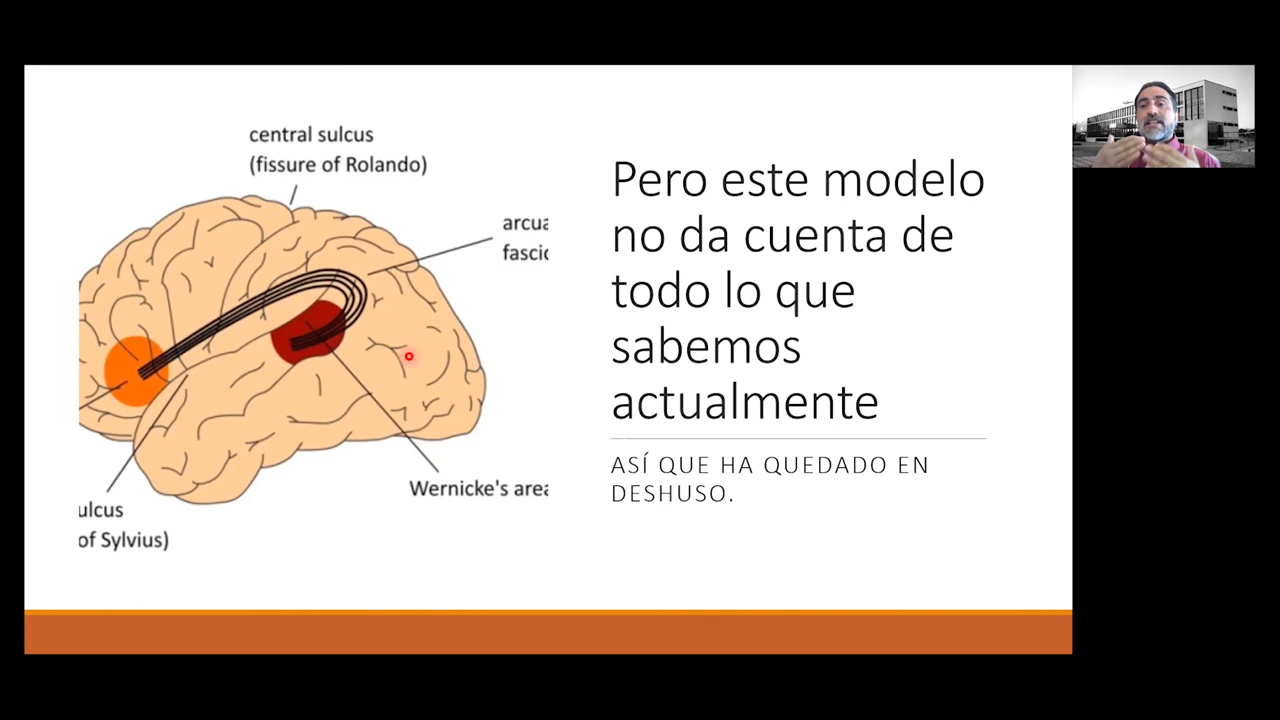 central sulcus
(fissure of Rolando)
arcua
fascic
Wernicke's area
ulcus
of Sylvius)
Pero este modelo
no da cuenta de
todo lo que
sabemos
actualmente
ASÍ QUE HA QUEDADO EN
DESHUSO.